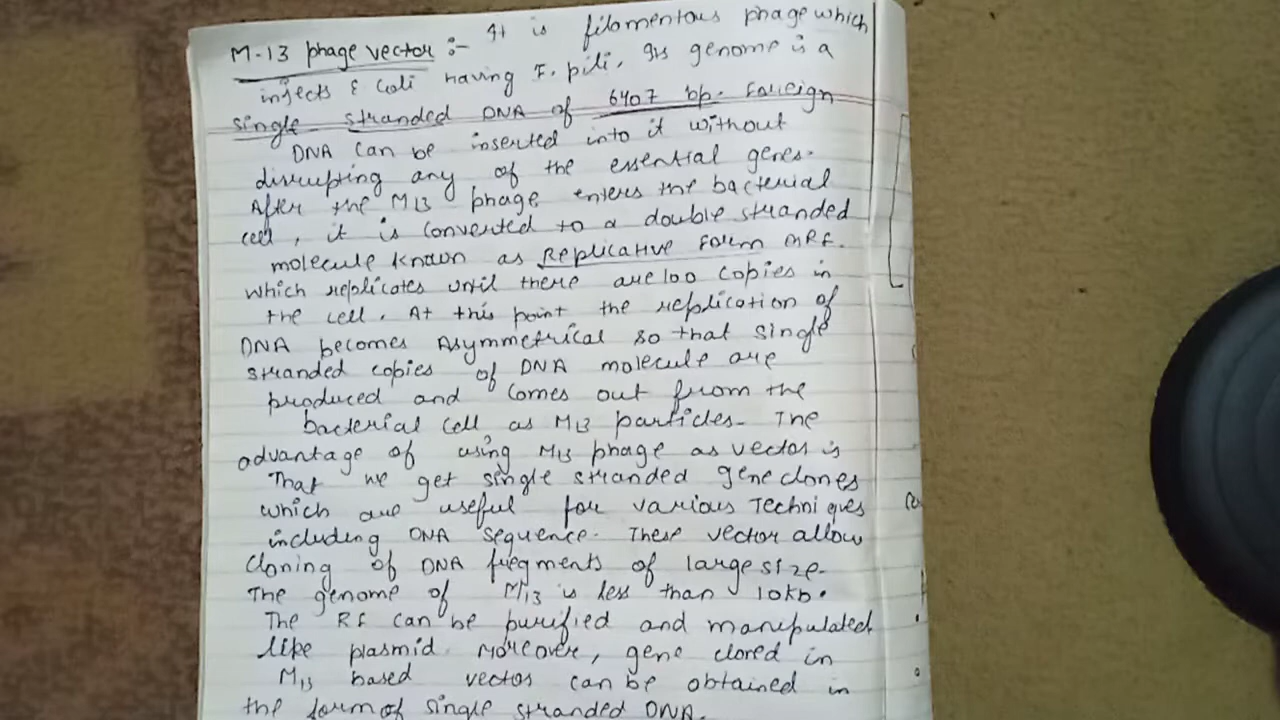 M-13 phage vector :- It is filamentous phage which
injects E coli having F. pili. Its genome is a
single stranded DNA of 6407 bp. Foreign
DNA can be inserted into it without
disrupting any of the essential genes.
After the M13 phage enters the bacterial
cell, it is converted to a double stranded
molecule known as Replicative form or RF.
which replicates until there are 100 copies in
the cell. At this point the replication of
DNA becomes Asymmetrical so that single
stranded copies of DNA molecule are
produced and comes out from the
bacterial cell as M13 particles. The
advantage of using M13 phage as vector is
That we get single stranded gene clones
which are useful for various Techniques
including DNA sequence. These vector allow
cloning of DNA fregments of large size.
The genome of M13 is less than 10kb.
The RF can be purified and manipulated
like plasmid. Moreover, gene cloned in
M13 based vector can be obtained in
the form of single stranded DNA.